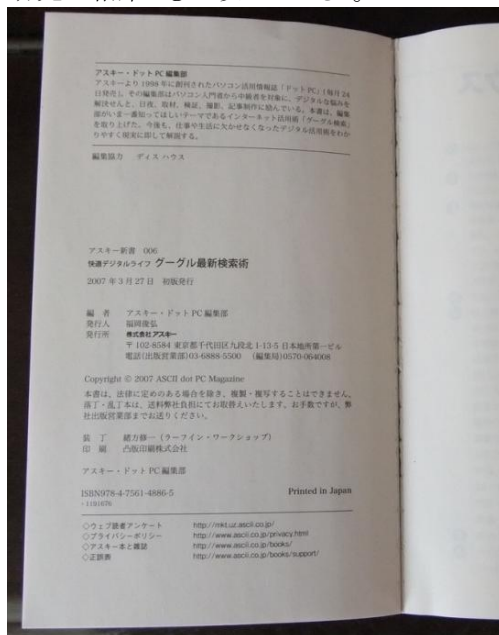 アスキー・ドットPC編集部
アスキーより1998年に創刊されたパソコン活用情報誌「ドットPC」(毎月24
日発売)。その編集部はパソコン入門者から中級者を対象に、デジタルな悩みを
解決せんと、日夜、取材、検証、撮影、記事制作に励んでいる。本書は、編集
部がいま一番知ってほしいテーマであるインターネット活用術「グーグル検索」
を取り上げた。今後も、仕事や生活に欠かせなくなったデジタル活用術をわか
りやすく現実に即して解説する。
編集協力 ディス ハウス
アスキー新書 006
快適デジタルライフ グーグル最新検索術
2007年3月27日 初版発行
編 者 アスキー・ドットPC編集部
発行人 福岡俊弘
発行所 株式会社アスキー
〒102-8584 東京都千代田区九段北1-13-5 日本地所第一ビル
電話(出版営業部)03-6888-5500 (編集局)0570-064008
Copyright © 2007 ASCII dot PC Magazine
本書は、法律に定めのある場合を除き、複製・複写することはできません。
落丁・乱丁本は、送料弊社負担にてお取替えいたします。お手数ですが、弊
社出版営業部までお送りください。
装 丁 緒方修一(ラーフイン・ワークショップ)
印 刷 凸版印刷株式会社
アスキー・ドットPC編集部
ISBN978-4-7561-4886-5 Printed in Japan
・1191676
◇ウェブ読者アンケート http://mkt.uz.ascii.co.jp/
◇プライバシーポリシー http://www.ascii.co.jp/privacy.html
◇アスキー本と雑誌 http://www.ascii.co.jp/books/
◇正誤表 http://www.ascii.co.jp/books/support/